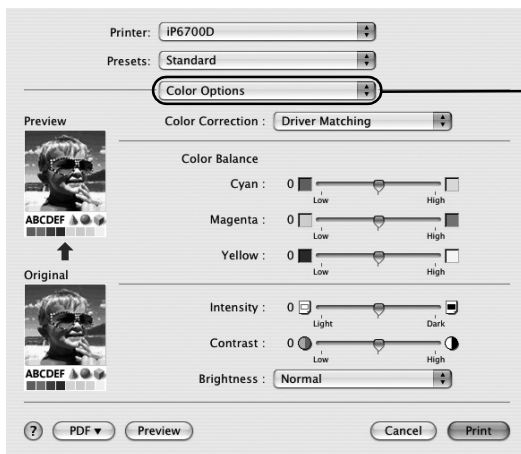 Printer: iP6700D
Presets: Standard
Color Options
Preview
Color Correction : Driver Matching
Color Balance
Cyan : 0
Low High
Magenta : 0
Low High
Yellow : 0
Low High
ABCDEF
Original
Intensity : 0
Light Dark
Contrast : 0
Low High
Brightness : Normal
ABCDEF
? PDF Preview Cancel Print